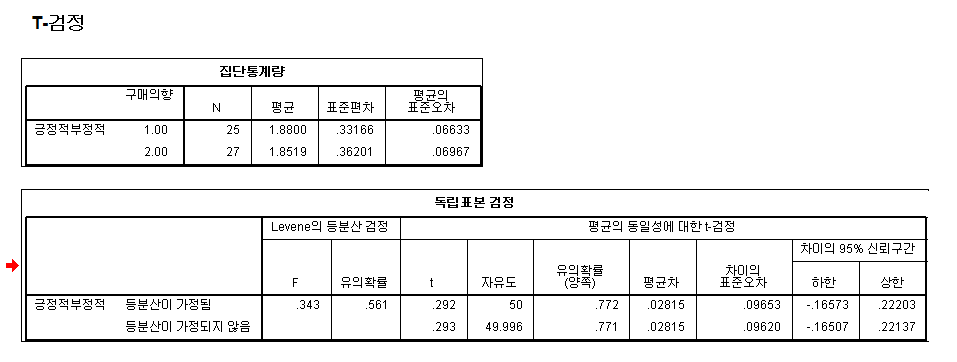 T-검정
집단통계량
구매의향 N 평균 표준편차 평균의 표준오차
긍정적부정적 1.00 25 1.8800 .33166 .06633
2.00 27 1.8519 .36201 .06967
독립표본 검정
Levene의 등분산 검정 평균의 동일성에 대한 t-검정
F 유의확률 t 자유도 유의확률 (양쪽) 평균차 차이의 표준오차 차이의 95% 신뢰구간
하한 상한
긍정적부정적 등분산이 가정됨 .343 .561 .292 50 .772 .02815 .09653 -.16573 .22203
등분산이 가정되지 않음 .293 49.996 .771 .02815 .09620 -.16507 .22137